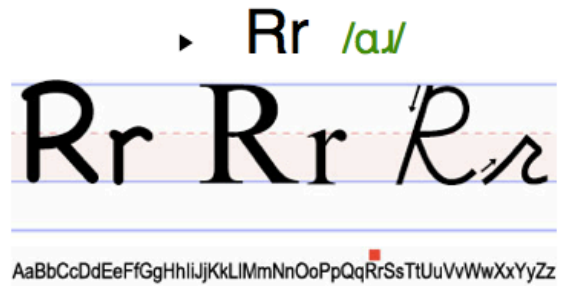 Rr /ɑɹ/
Rr Rr Rr
AaBbCcDdEeFfGgHhIiJjKkLlMmNnOoPpQqRrSsTtUuVvWwXxYyZz